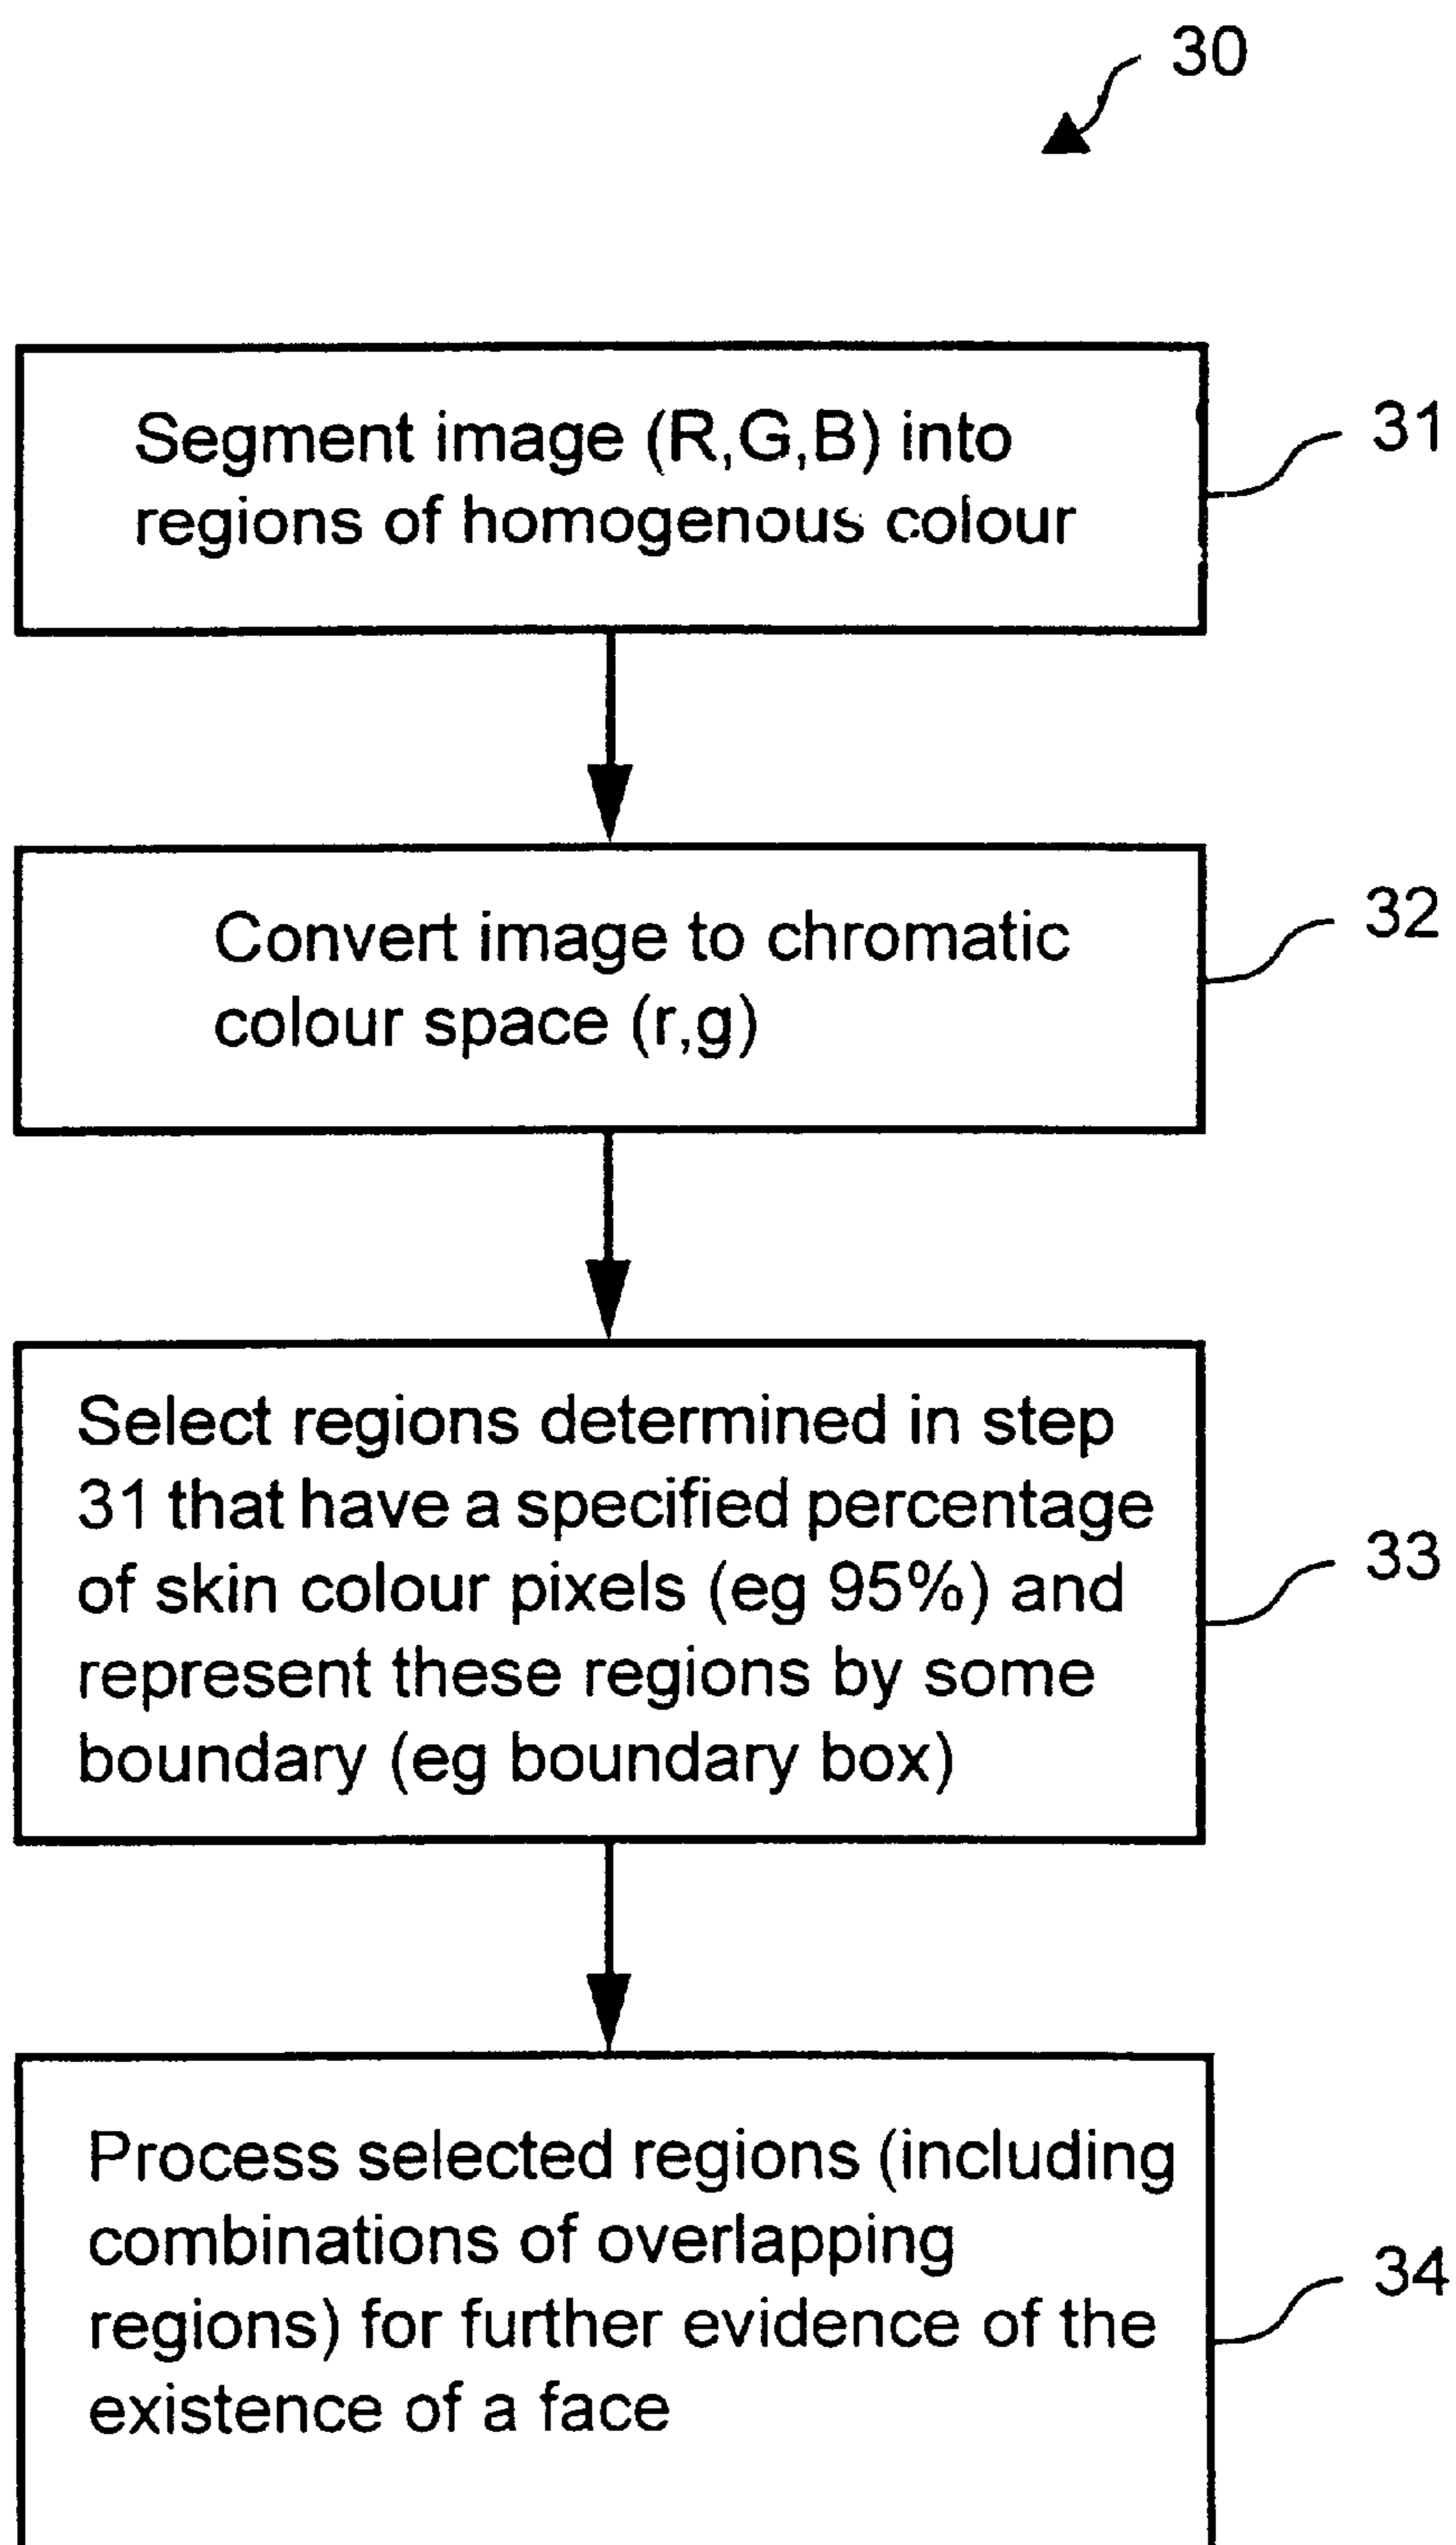 30
Segment image (R,G,B) into
regions of homogenous colour
31
Convert image to chromatic
colour space (r,g)
32
Select regions determined in step
31 that have a specified percentage
of skin colour pixels (eg 95%) and
represent these regions by some
boundary (eg boundary box)
33
Process selected regions (including
combinations of overlapping
regions) for further evidence of the
existence of a face
34